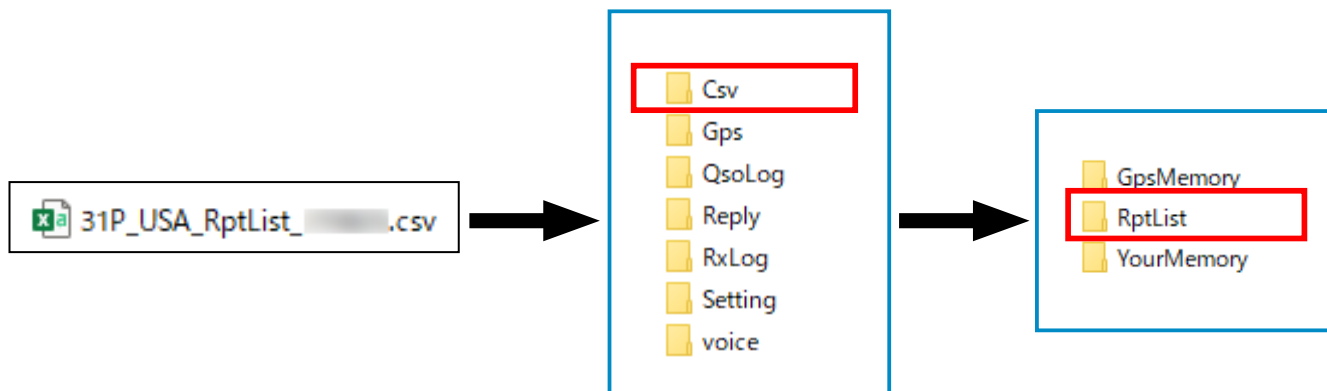 31P_USA_RptList_ .csv
Csv
Gps
QsoLog
Reply
RxLog
Setting
voice
GpsMemory
RptList
YourMemory